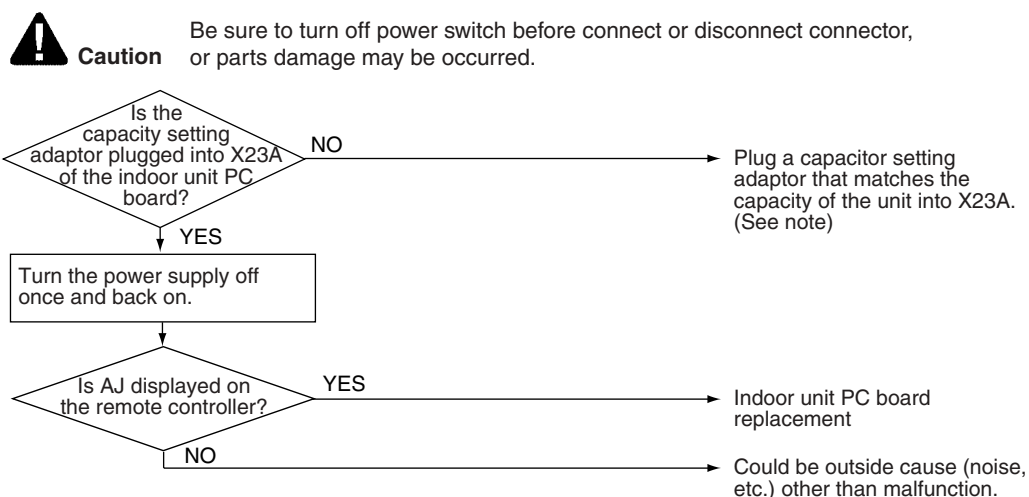 Be sure to turn off power switch before connect or disconnect connector,
Caution or parts damage may be occurred.
Is the
capacity setting
adaptor plugged into X23A
of the indoor unit PC
board?
NO
Plug a capacitor setting
adaptor that matches the
capacity of the unit into X23A.
(See note)
YES
Turn the power supply off
once and back on.
Is AJ displayed on
the remote controller?
YES
Indoor unit PC board
replacement
NO
Could be outside cause (noise,
etc.) other than malfunction.